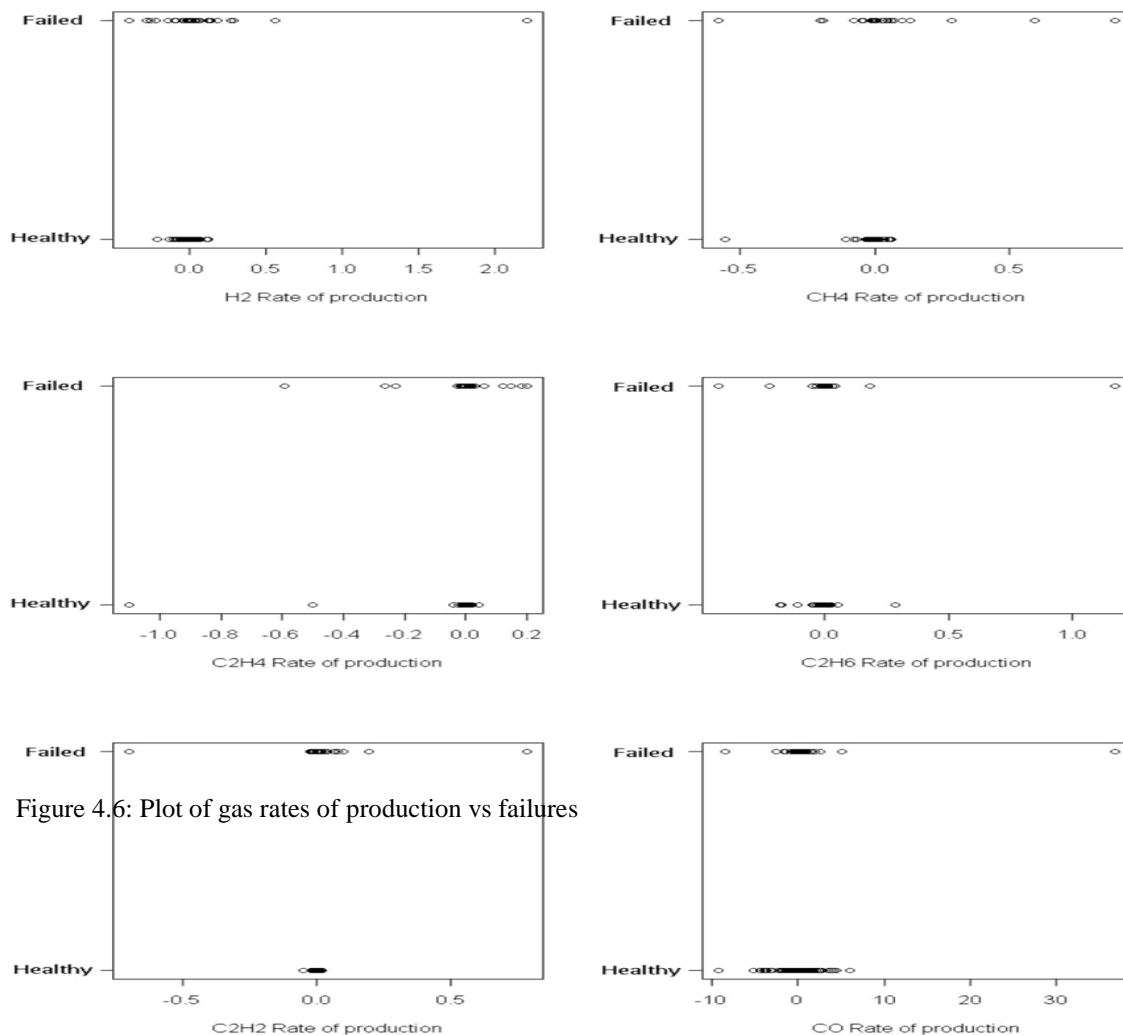 Failed
Healthy
0.0 0.5 1.0 1.5 2.0
H2 Rate of production
Failed
Healthy
-0.5 0.0 0.5
CH4 Rate of production
Failed
Healthy
-1.0 -0.8 -0.6 -0.4 -0.2 0.0 0.2
C2H4 Rate of production
Failed
Healthy
0.0 0.5 1.0
C2H6 Rate of production
Failed
Figure 4.6: Plot of gas rates of production vs failures
Healthy
-0.5 0.0 0.5
C2H2 Rate of production
Failed
Healthy
-10 0 10 20 30
CO Rate of production